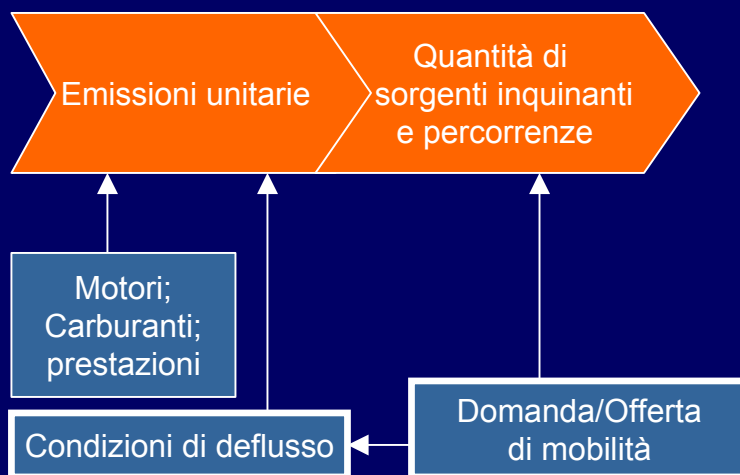 Emissioni unitarie
Quantità di
sorgenti inquinanti
e percorrenze
Motori;
Carburanti;
prestazioni
Condizioni di deflusso
Domanda/Offerta
di mobilità